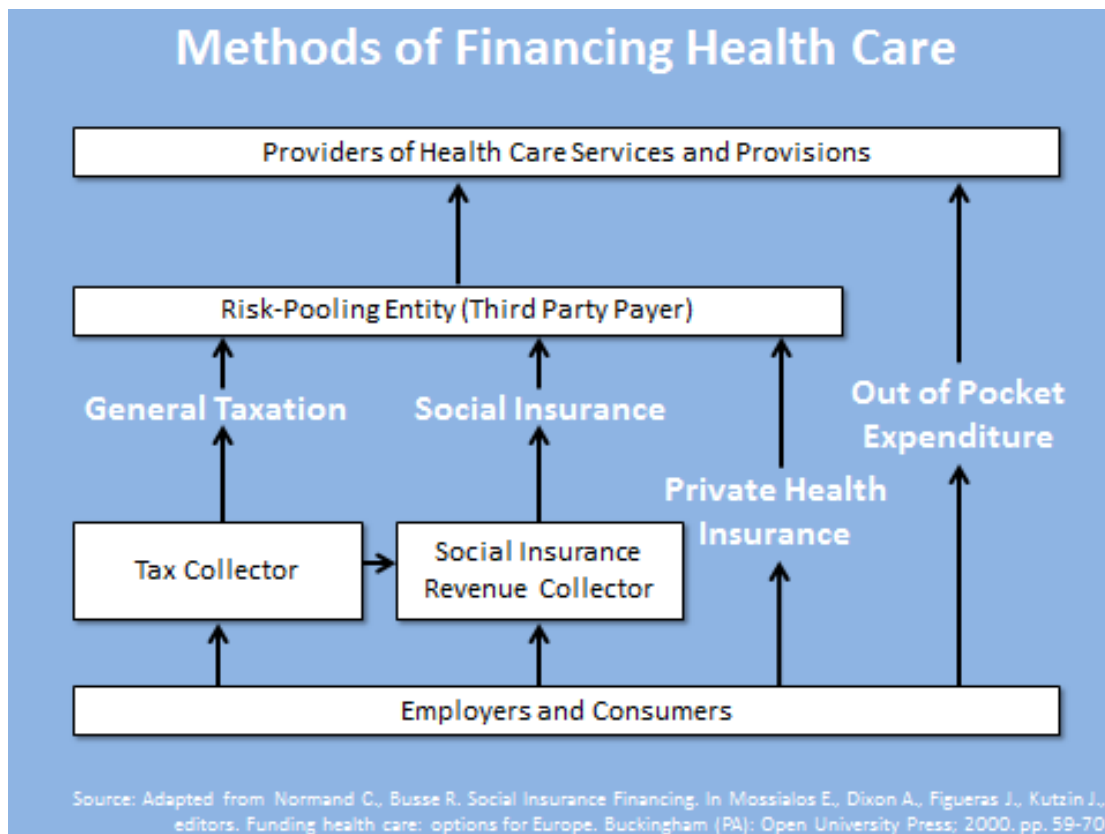 Methods of Financing Health Care
Providers of Health Care Services and Provisions
Risk-Pooling Entity (Third Party Payer)
General Taxation
Social Insurance
Out of Pocket
Expenditure
Private Health
Insurance
Tax Collector
Social Insurance
Revenue Collector
Employers and Consumers
Source: Adapted from Normand C., Busse R. Social Insurance Financing. In Mossialos E., Dixon A., Figueras J., Kutzin J.,
editors. Funding health care: options for Europe. Buckingham (PA): Open University Press; 2000. pp. 59-70